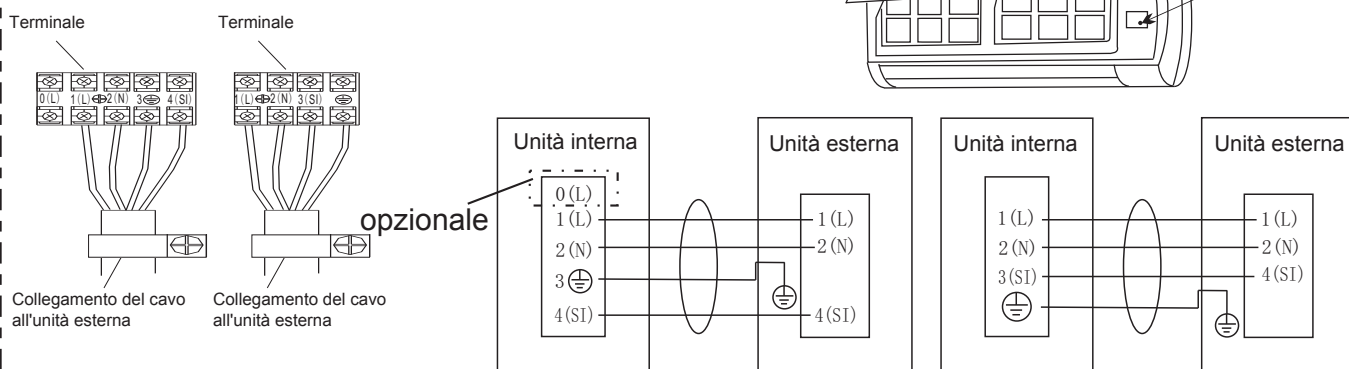 Terminale
Terminale
0(L) 1(L) 2(N) 3 4(SI)
1(L) 2(N) 3(SI)
Collegamento del cavo
all'unità esterna
Collegamento del cavo
all'unità esterna
opzionale
Unità interna
0(L)
1(L)
2(N)
3
4(SI)
Unità esterna
1(L)
2(N)
4(SI)
Unità interna
1(L)
2(N)
3(SI)
Unità esterna
1(L)
2(N)
4(SI)